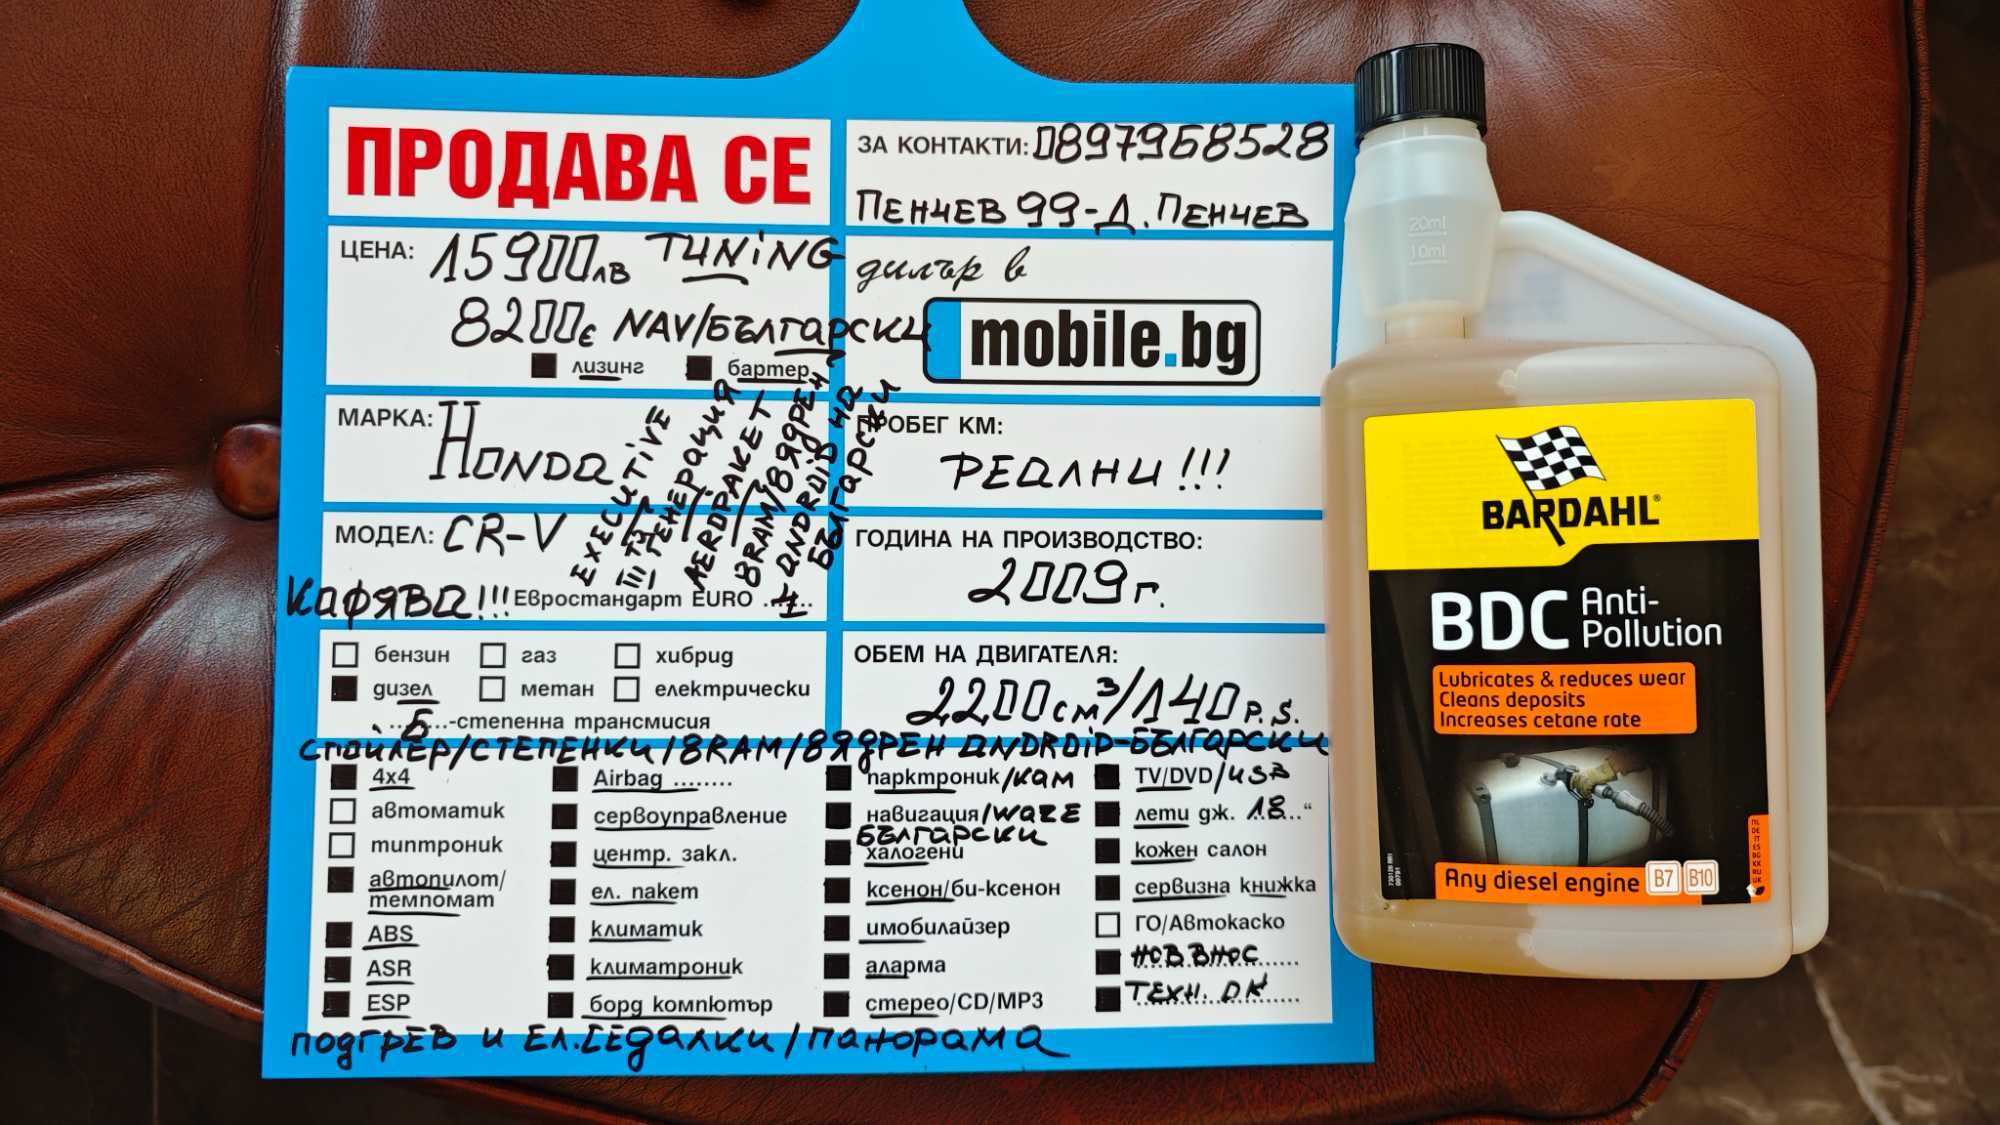 ПРОДАВА СЕ
ЗА КОНТАКТИ: 0897958528
ПЕНЧЕВ 99-Д. ПЕНЧЕВ
ЦЕНА: 15900лв TUNiNG
8200€ NAV/БЪЛГАРСКИ
лизинг бартер
дилър в
mobile.bg
МАРКА: HONDA
ПРОБЕГ КМ:
РЕАЛНИ!!!
МОДЕЛ: CR-V
КАФЯВА!!! Евростандарт EURO ......
EXECUTIVE
III ГЕНЕРАЦИЯ
AEROПАКЕТ
8RAM/8ЯДРЕН
ANDROID НА
БЪЛГАРСКИ
ГОДИНА НА ПРОИЗВОДСТВО:
2009г.
бензин газ хибрид
дизел метан електрически
...6...-степенна трансмисия
ОБЕМ НА ДВИГАТЕЛЯ:
2200см³/140P.S.
СПОЙЛЕР/СТЕПЕНКИ/8RAM/8ЯДРЕН ANDROID-БЪЛГАРСКИ
4x4 Airbag ........ парктроник/КАМ TV/DVD/USB
автоматик сервоуправление навигация/WAZE лети дж. 18"
БЪЛГАРСКИ
типтроник центр. закл. халогени кожен салон
автопилот/ ел. пакет ксенон/би-ксенон сервизна книжка
темпомат
ABS климатик имобилайзер ГО/Автокаско
ASR климатроник аларма НОВ ВНОС
ESP борд компютър стерео/CD/MP3 ТЕХН. ОК!
ПОДГРЕВ И ЕЛ.СЕДАЛКИ/ПАНОРАМА
20ml
10ml
BARDAHL®
BDC Anti-
Pollution
Lubricates & reduces wear
Cleans deposits
Increases cetane rate
Any diesel engine B7 B10